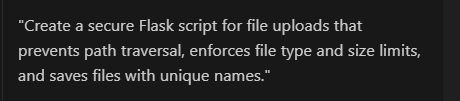 "Create a secure Flask script for file uploads that
prevents path traversal, enforces file type and size limits,
and saves files with unique names."